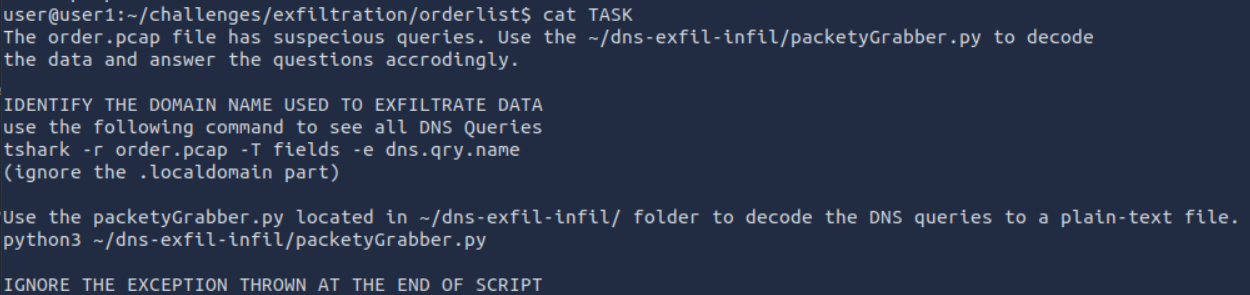 user@user1:~/challenges/exfiltration/orderlist$ cat TASK
The order.pcap file has suspicious queries. Use the ~/dns-exfil-infil/packetyGrabber.py to decode
the data and answer the questions accrodingly.
IDENTIFY THE DOMAIN NAME USED TO EXFILTRATE DATA
use the following command to see all DNS Queries
tshark -r order.pcap -T fields -e dns.qry.name
(ignore the .localdomain part)
Use the packetyGrabber.py located in ~/dns-exfil-infil/ folder to decode the DNS queries to a plain-text file.
python3 ~/dns-exfil-infil/packetyGrabber.py
IGNORE THE EXCEPTION THROWN AT THE END OF SCRIPT